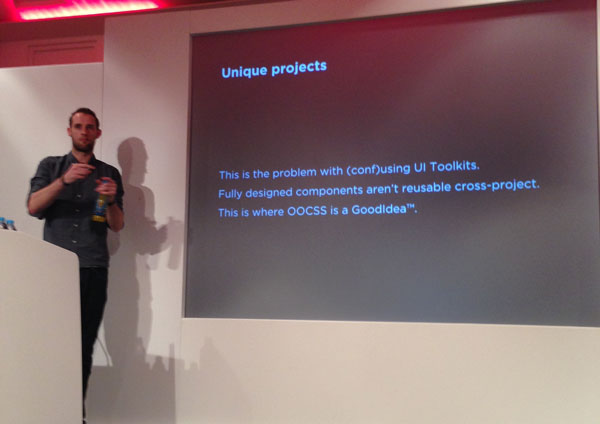 Unique projects
This is the problem with (conf)using UI Toolkits.
Fully designed components aren't reusable cross-project.
This is where OOCSS is a GoodIdea™.